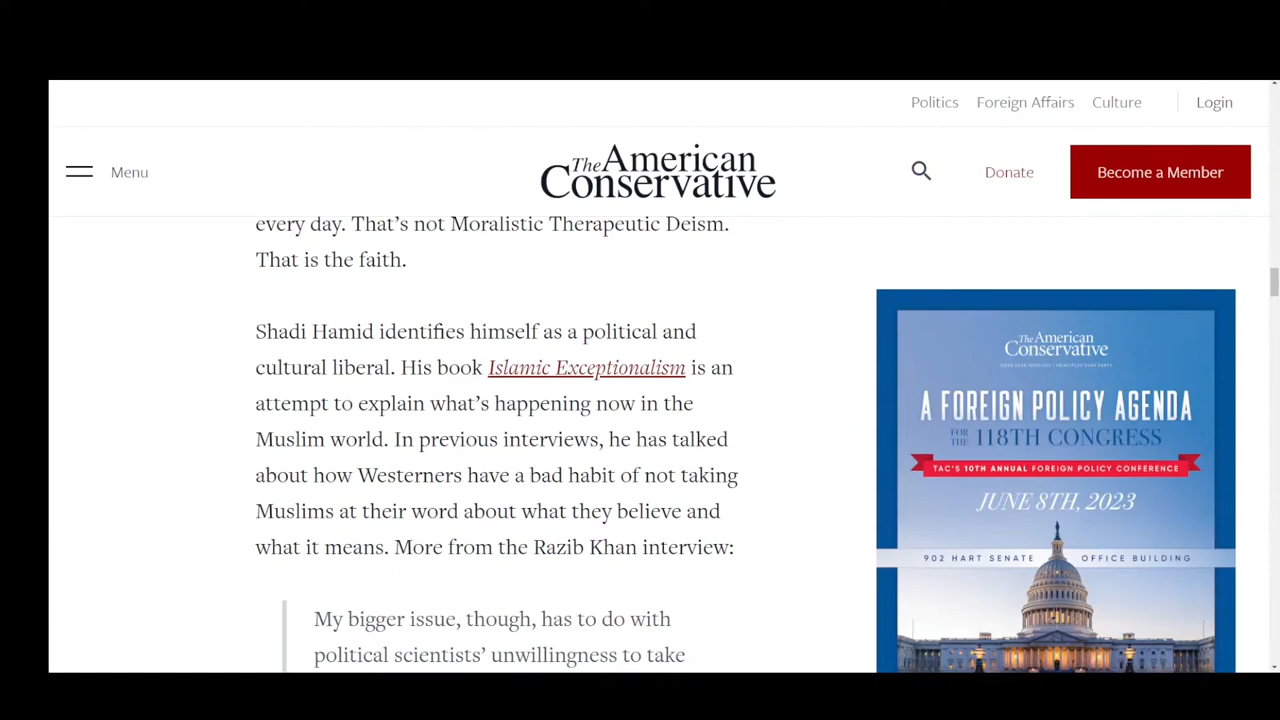 Politics Foreign Affairs Culture Login
Menu
The American
Conservative
Donate
Become a Member
every day. That’s not Moralistic Therapeutic Deism.
That is the faith.
Shadi Hamid identifies himself as a political and
cultural liberal. His book Islamic Exceptionalism is an
attempt to explain what’s happening now in the
Muslim world. In previous interviews, he has talked
about how Westerners have a bad habit of not taking
Muslims at their word about what they believe and
what it means. More from the Razib Khan interview:
My bigger issue, though, has to do with
political scientists’ unwillingness to take
The American
Conservative
IDEAS OVER IDEOLOGY • PRINCIPLES OVER PARTY
A FOREIGN POLICY AGENDA
FOR THE 118TH CONGRESS
TAC'S 10TH ANNUAL FOREIGN POLICY CONFERENCE
JUNE 8TH, 2023
902 HART SENATE OFFICE BUILDING